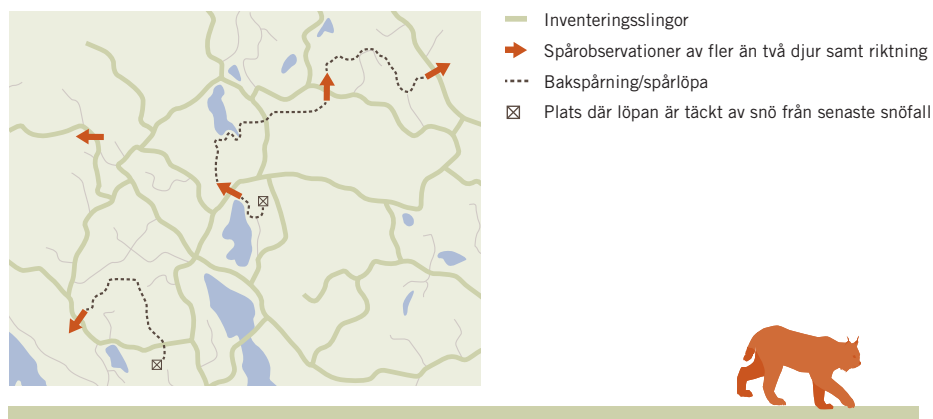 Inventeringsslingor
Spårobservationer av fler än två djur samt riktning
Bakspårning/spårlöpa
Plats där löpan är täckt av snö från senaste snöfall